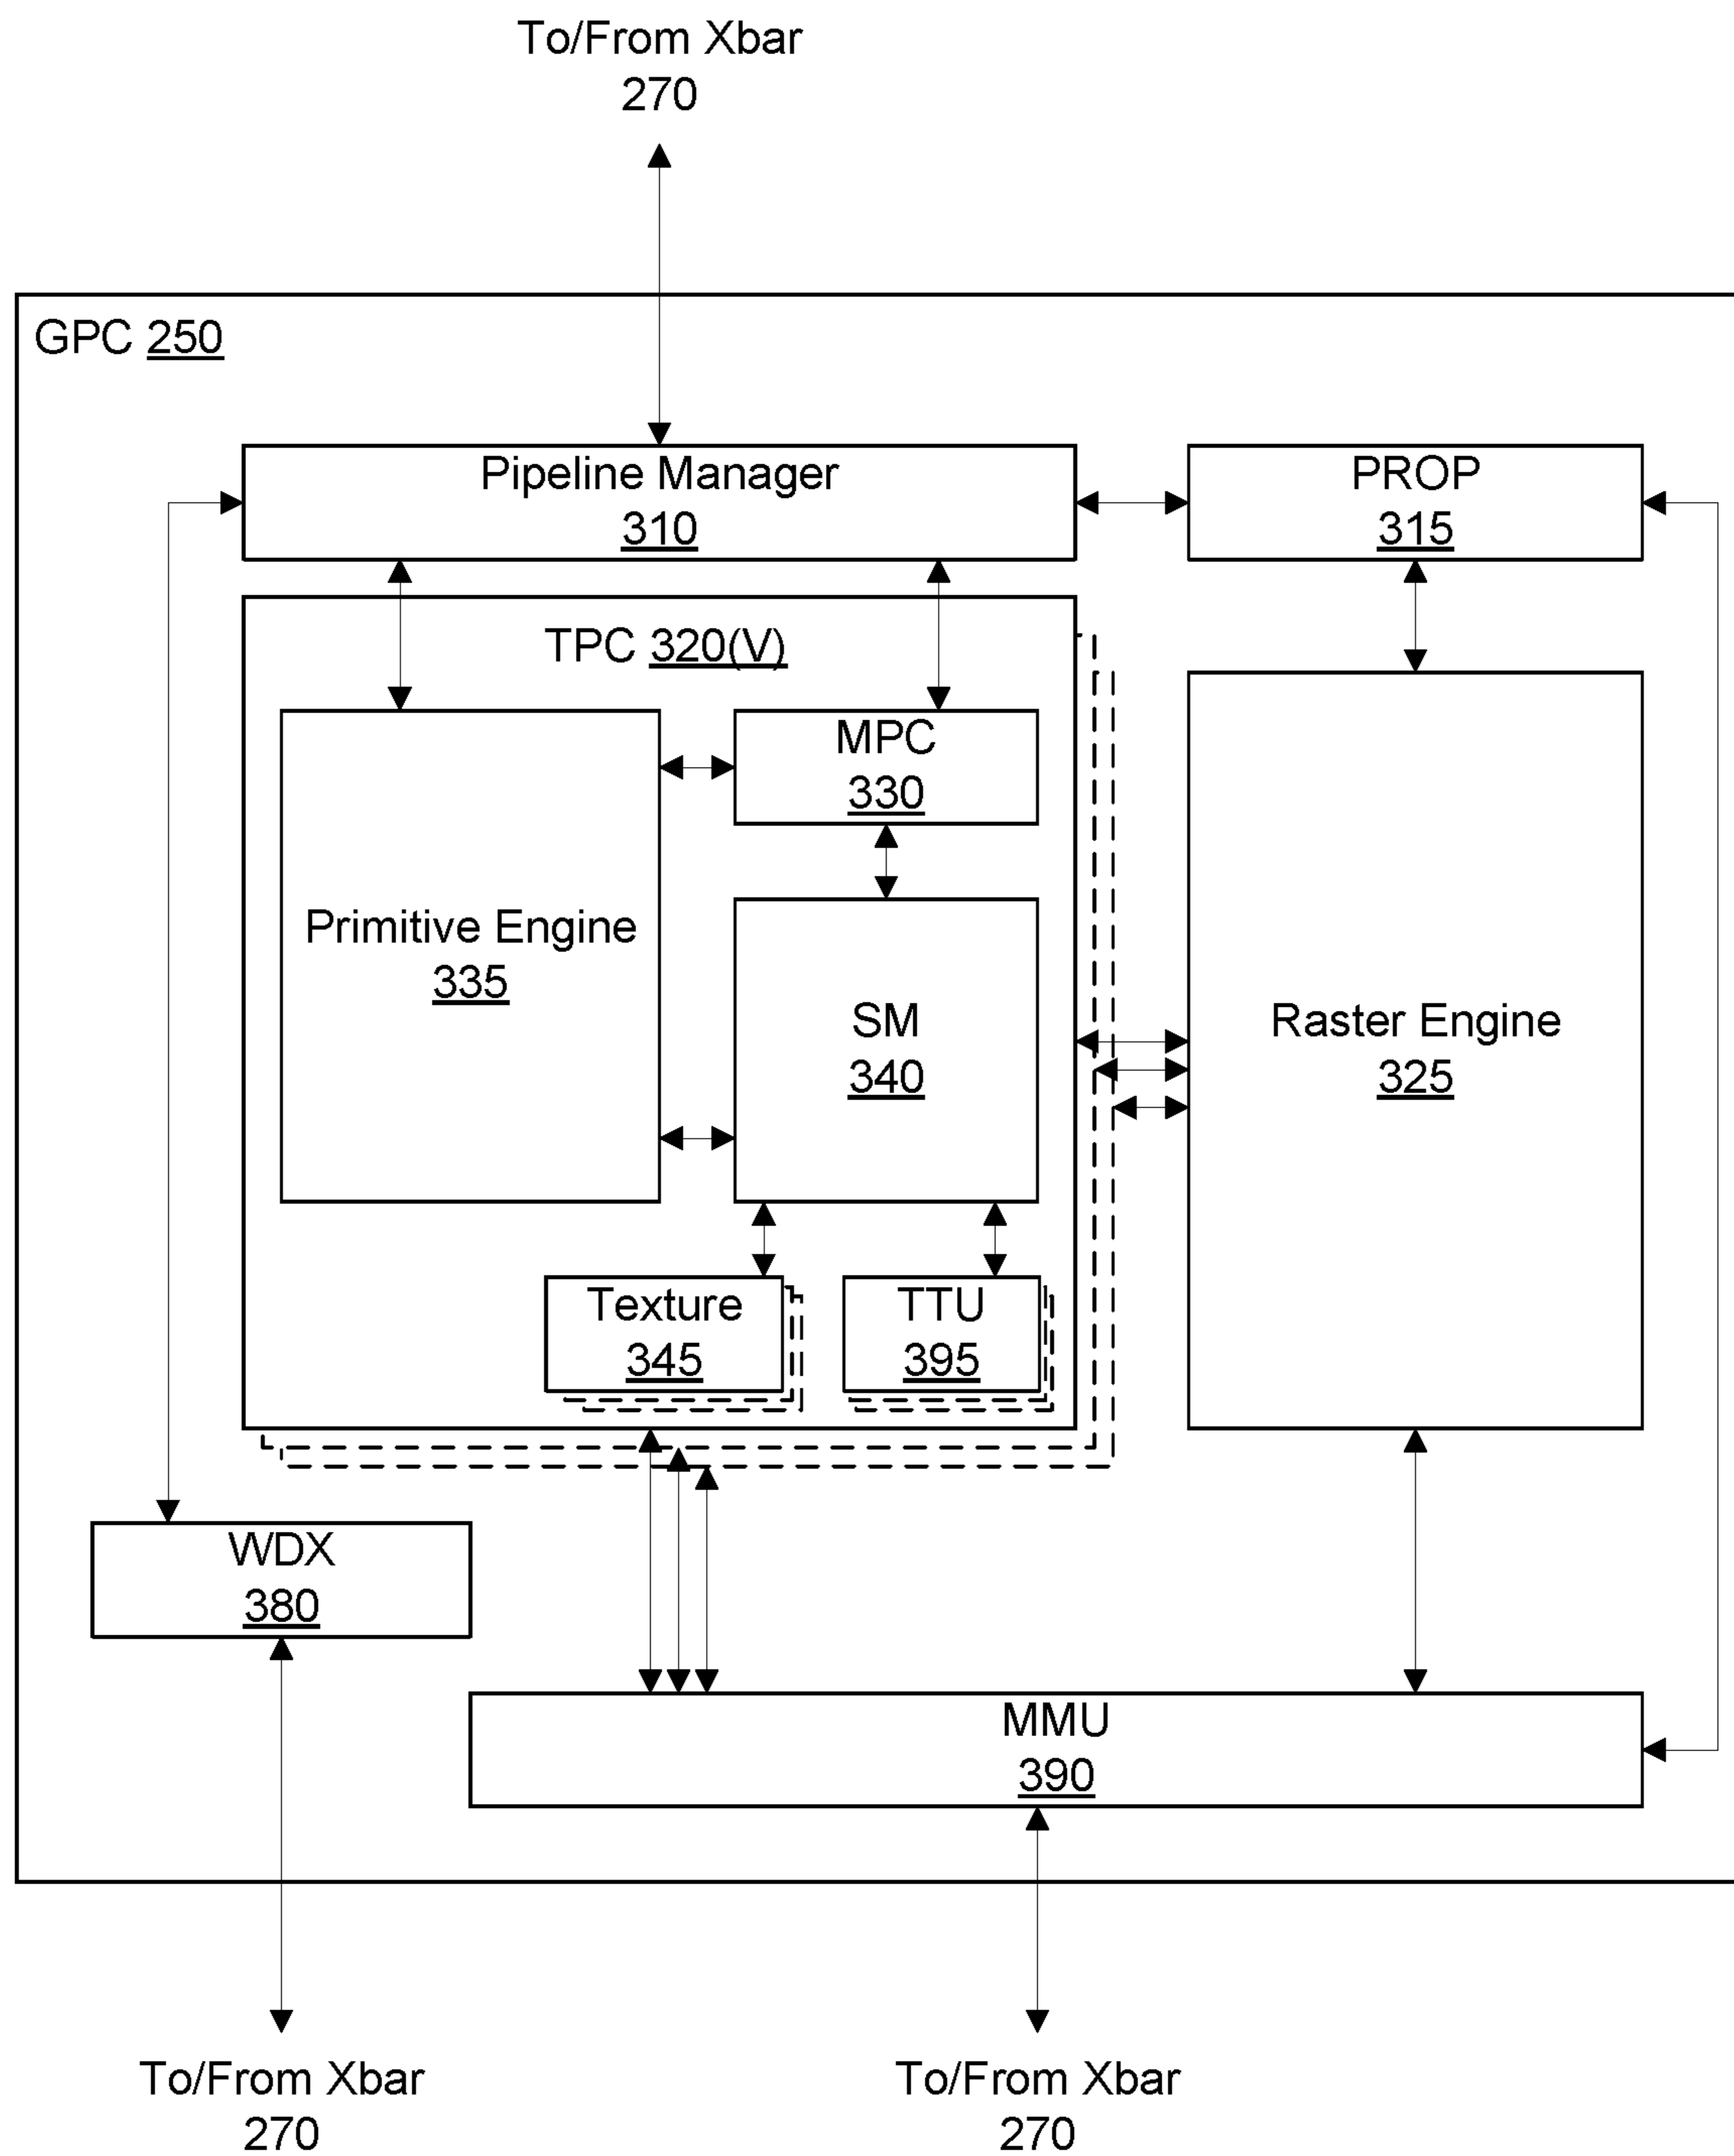 To/From Xbar
270
GPC 250
Pipeline Manager
310
PROP
315
TPC 320(V)
MPC
330
Primitive Engine
335
SM
340
Raster Engine
325
Texture
345
TTU
395
WDX
380
MMU
390
To/From Xbar
270
To/From Xbar
270